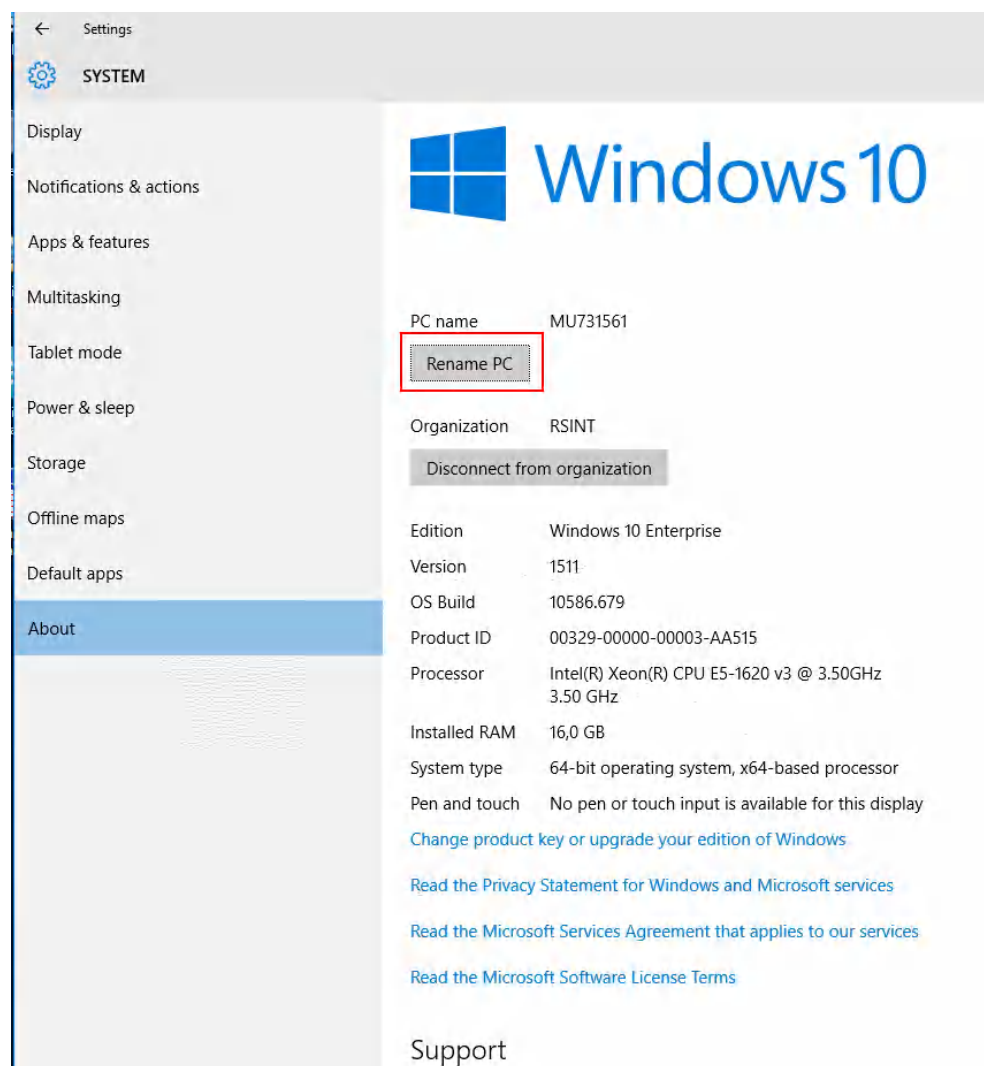 Settings
SYSTEM
Display
Notifications & actions
Apps & features
Multitasking
Tablet mode
Power & sleep
Storage
Offline maps
Default apps
About
Windows 10
PC name MU731561
Rename PC
Organization RSINT
Disconnect from organization
Edition Windows 10 Enterprise
Version 1511
OS Build 10586.679
Product ID 00329-00000-00003-AA515
Processor Intel(R) Xeon(R) CPU E5-1620 v3 @ 3.50GHz
3.50 GHz
Installed RAM 16,0 GB
System type 64-bit operating system, x64-based processor
Pen and touch No pen or touch input is available for this display
Change product key or upgrade your edition of Windows
Read the Privacy Statement for Windows and Microsoft services
Read the Microsoft Services Agreement that applies to our services
Read the Microsoft Software License Terms
Support